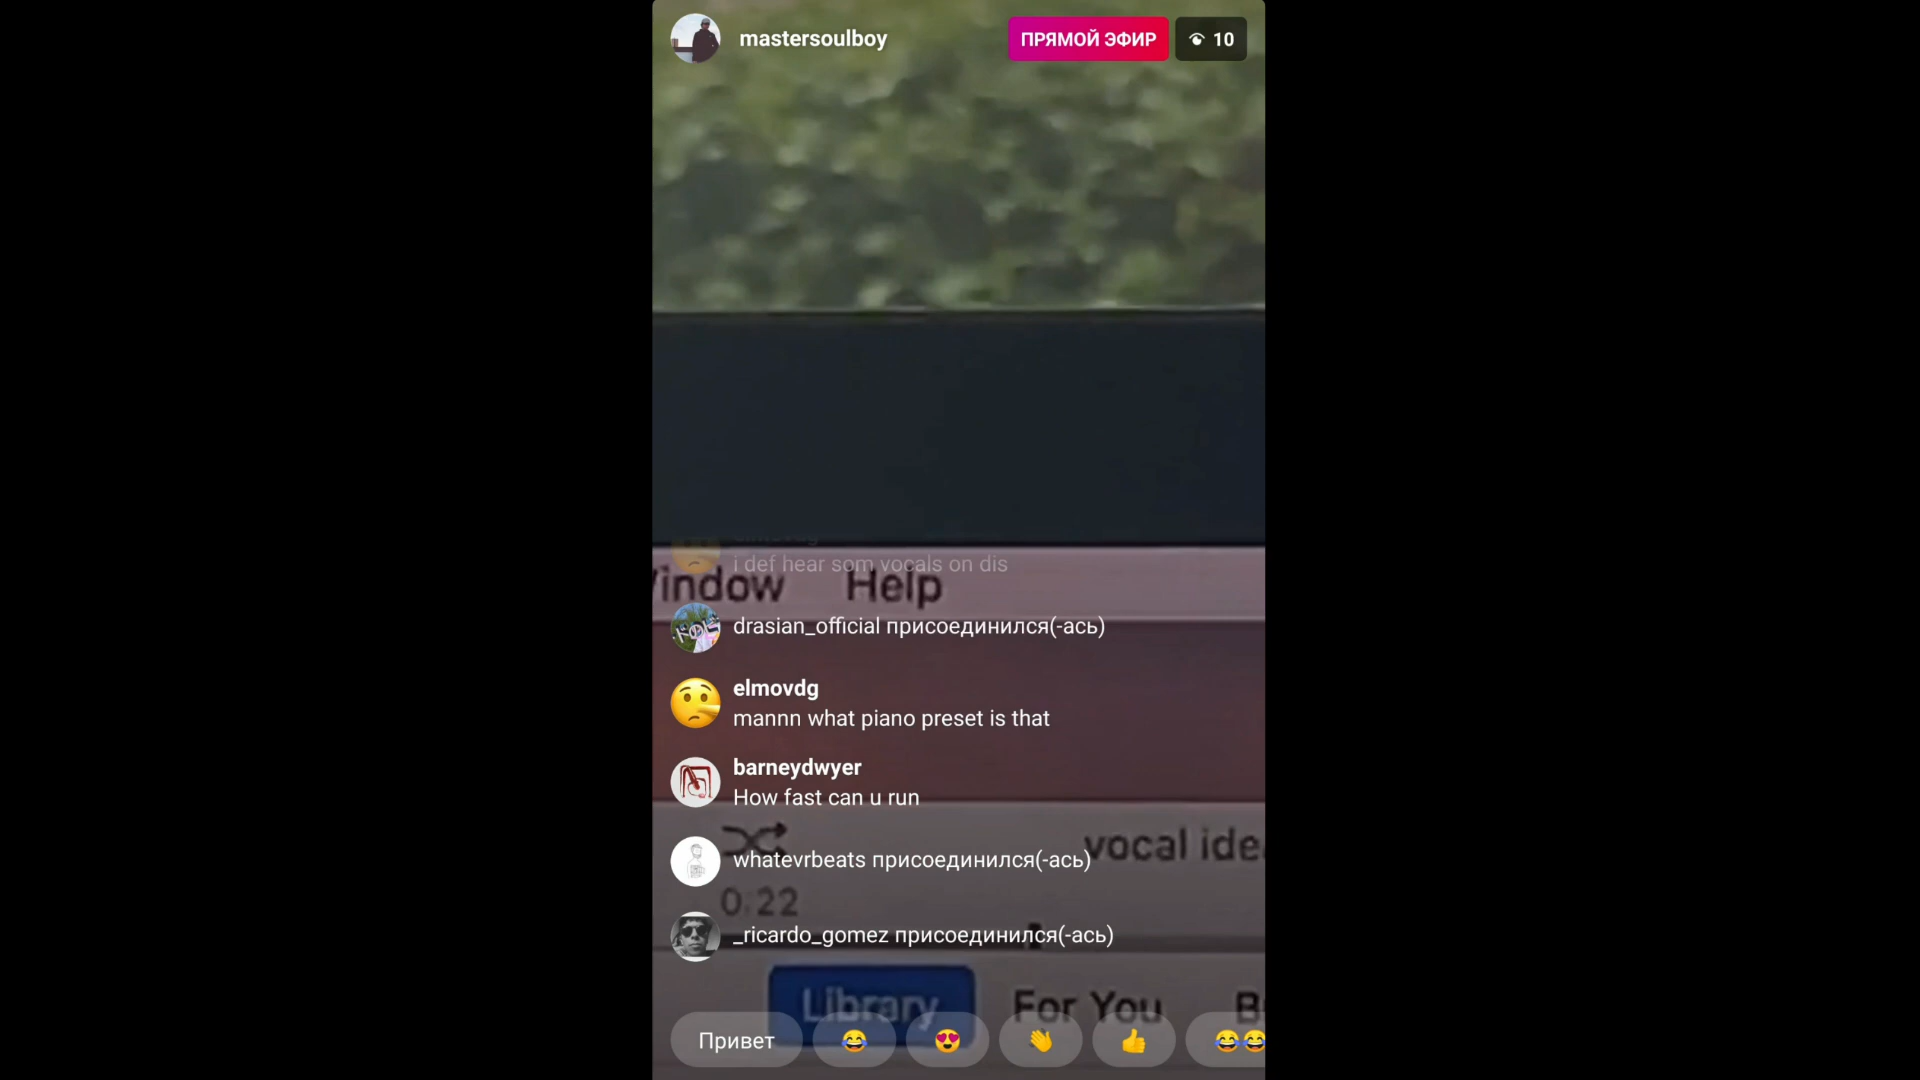 mastersoulboy
ПРЯМОЙ ЭФИР
10
i def hear som vocals on dis
Help
drasian_official присоединился(-ась)
elmovdg
mannn what piano preset is that
barneydwyer
How fast can u run
vocal
whatevrbeats присоединился(-ась)
0:22
_ricardo_gomez присоединился(-ась)
Library
For You
Привет